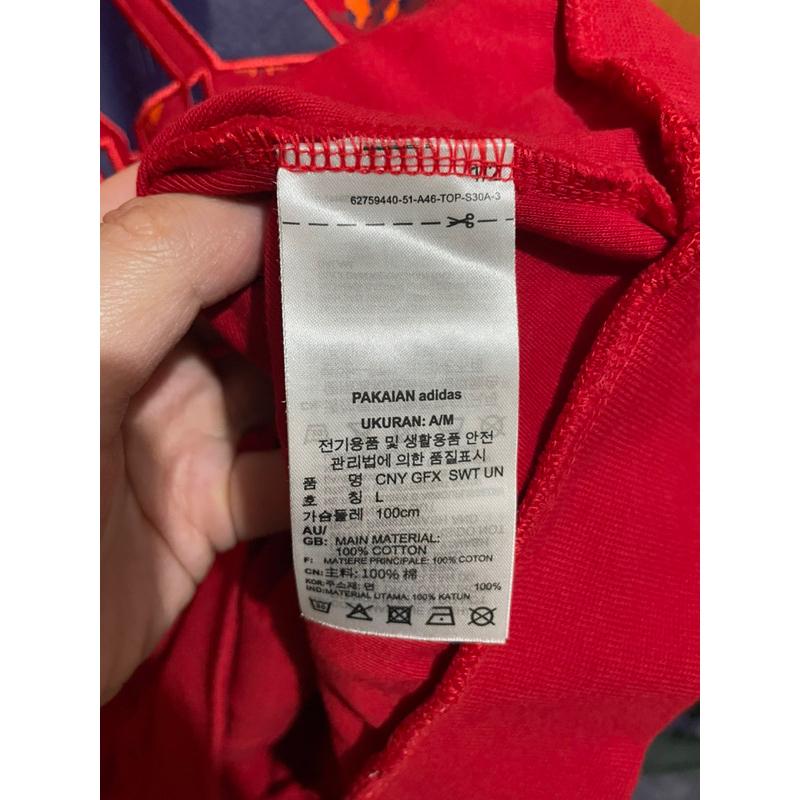 1/2
62759440-51-A46-TOP-S30A-3
PAKAIAN adidas
UKURAN: A/M
전기용품 및 생활용품 안전
관리법에 의한 품질표시
품 명 CNY GFX SWT UN
호 칭 L
가슴둘레 100cm
AU/
GB: MAIN MATERIAL:
100% COTTON
F: MATIÈRE PRINCIPALE: 100% COTON
CN: 主料: 100% 棉
KOR: 주소재: 면 100%
IND: MATERIAL UTAMA: 100% KATUN